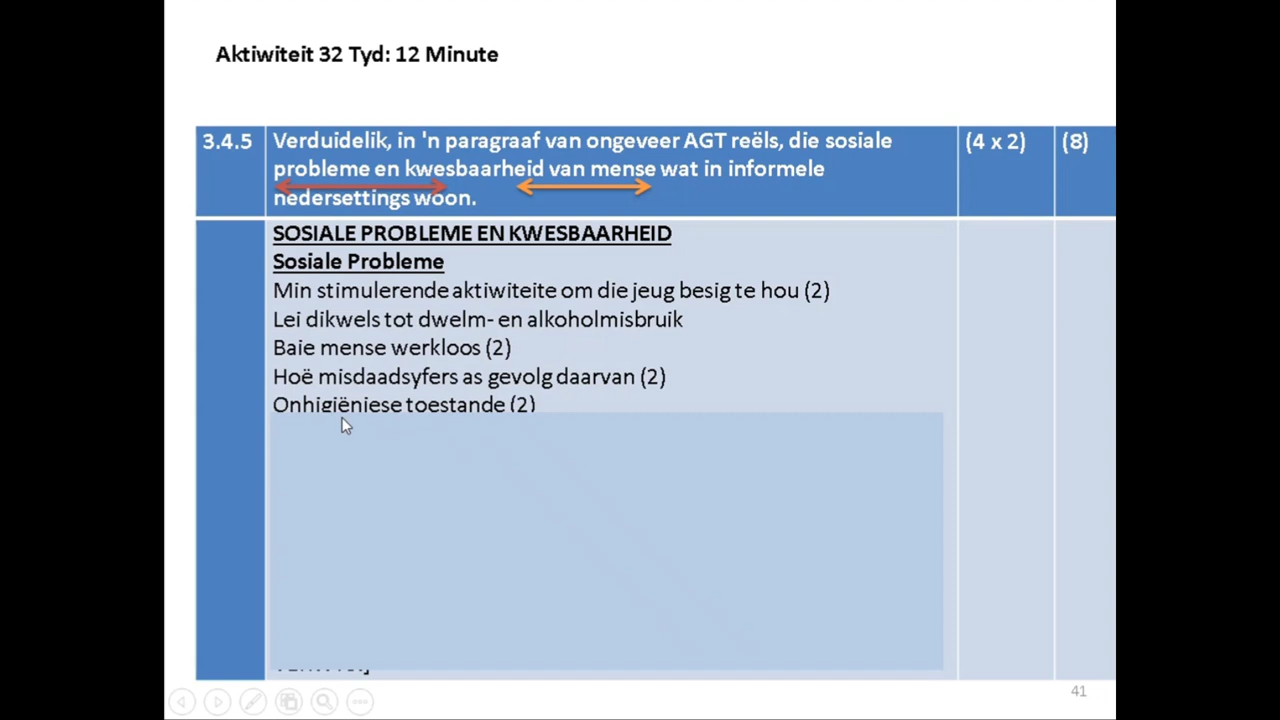 Aktiwiteit 32 Tyd: 12 Minute
3.4.5
Verduidelik, in 'n paragraaf van ongeveer AGT reëls, die sosiale
probleme en kwesbaarheid van mense wat in informele
nedersettings woon.
(4 x 2)
(8)
SOSIALE PROBLEME EN KWESBAARHEID
Sosiale Probleme
Min stimulerende aktiwiteite om die jeug besig te hou (2)
Lei dikwels tot dwelm- en alkoholmisbruik
Baie mense werkloos (2)
Hoë misdaadsyfers as gevolg daarvan (2)
Onhigiëniese toestande (2)
41